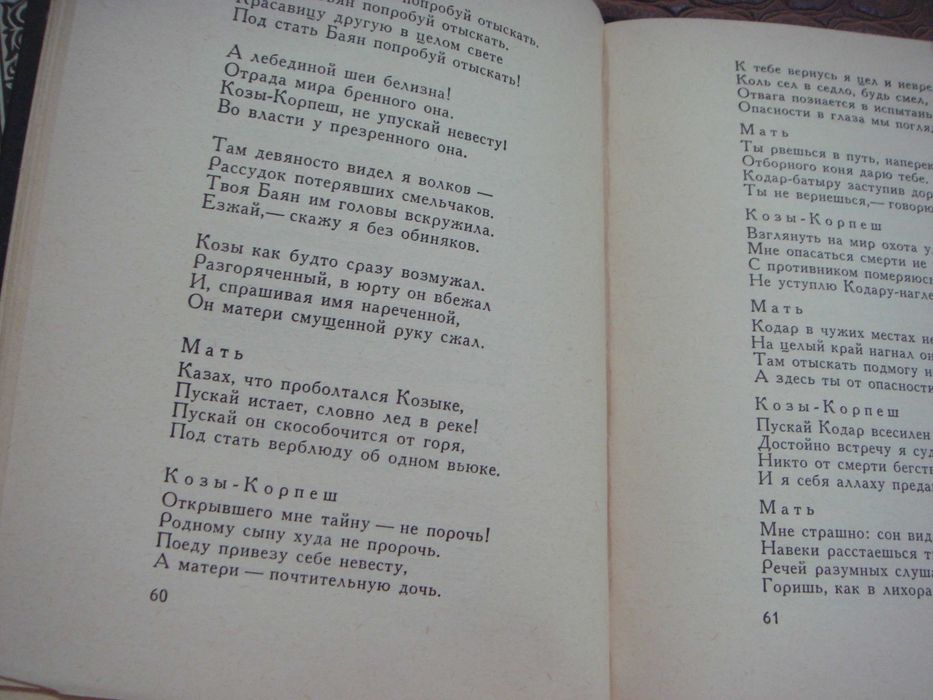 попробуй отыскать.
попробуй отыскать.
Красавицу другую в целом свете
Под стать Баян попробуй отыскать!
А лебединой шеи белизна!
Отрада мира бренного она.
Козы-Корпеш, не упускай невесту!
Во власти у презренного она.
Там девяносто видел я волков —
Рассудок потерявших смельчаков.
Твоя Баян им головы вскружила.
Езжай,— скажу я без обиняков.
Козы как будто сразу возмужал.
Разгоряченный, в юрту он вбежал
И, спрашивая имя нареченной,
Он матери смущенной руку сжал.
Мать
Казах, что проболтался Козыке,
Пускай истает, словно лед в реке!
Пускай он скособочится от горя,
Под стать верблюду об одном вьюке.
Козы-Корпеш
Открывшего мне тайну — не порочь!
Родному сыну худа не пророчь.
Поеду привезу себе невесту,
А матери — почтительную дочь.
60
К тебе вернусь я цел и
Коль сел в седло, будь смел,
Отвага познается в
Опасности в глаза мы
Мать
Ты рвешься в путь,
Отборного коня дарю тебе.
Кодар-батыру заступив
Ты не вернешься,—
Козы-Корпеш
Взглянуть на мир охота
Мне опасаться смерти не
С противником
Не уступлю
Мать
Кодар в чужих местах
На целый край нагнал
Там отыскать подмогу
А здесь ты от
Козы-Корпеш
Пускай Кодар всесилен
Достойно встречу я
Никто от смерти
И я себя аллаху
Мать
Мне страшно: сон
Навеки расстаешься
Речей разумных
Горишь, как в
61